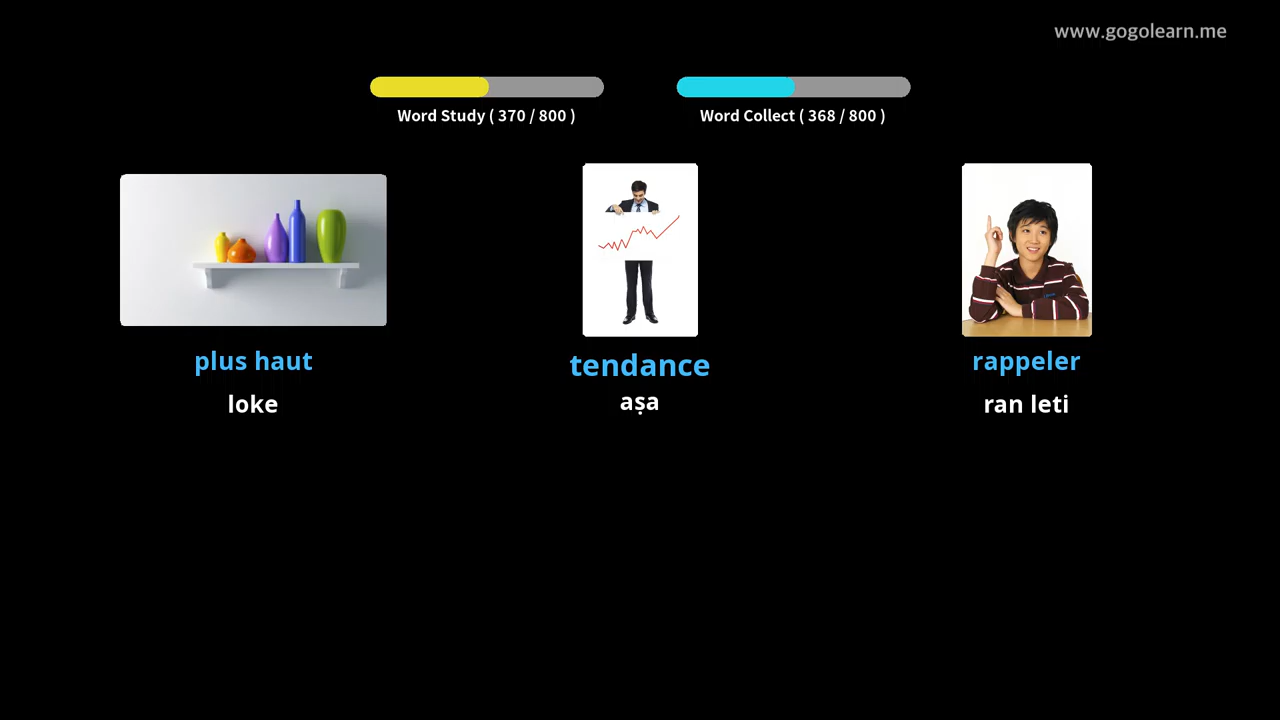 www.gogolearn.me
Word Study ( 370 / 800 )
Word Collect ( 368 / 800 )
plus haut
tendance
rappeler
loke
aṣa
ran leti